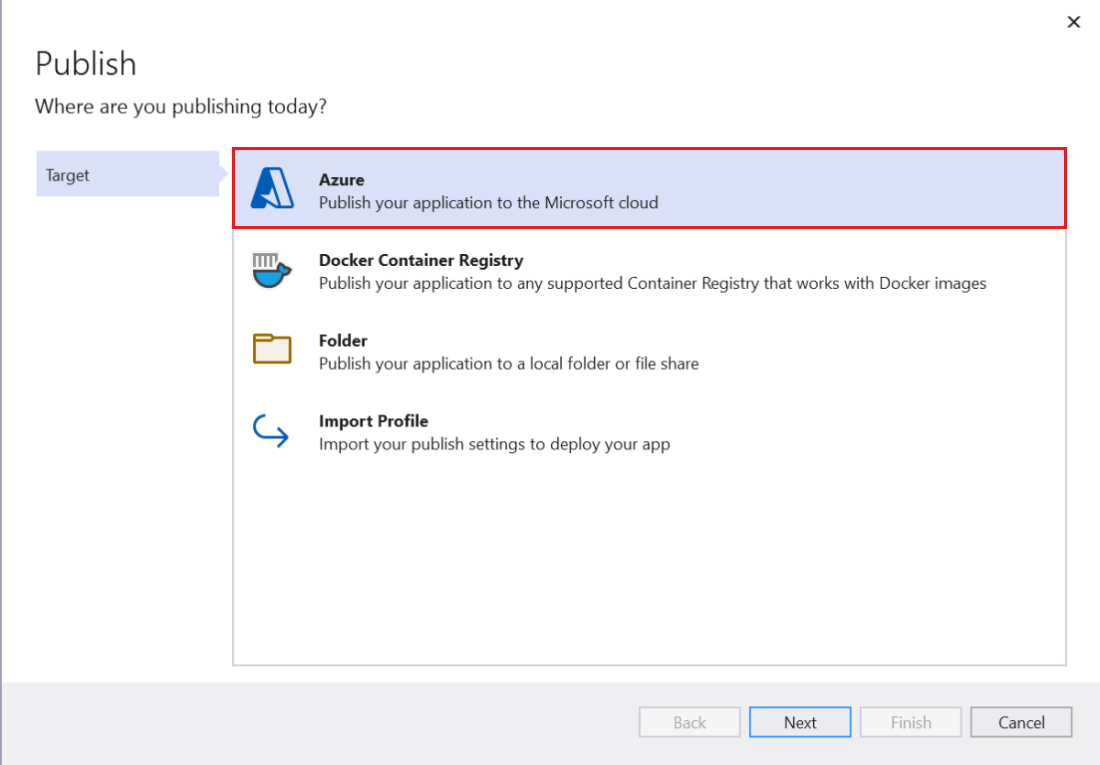 Publish
Where are you publishing today?
Target
Azure
Publish your application to the Microsoft cloud
Docker Container Registry
Publish your application to any supported Container Registry that works with Docker images
Folder
Publish your application to a local folder or file share
Import Profile
Import your publish settings to deploy your app
Back
Next
Finish
Cancel